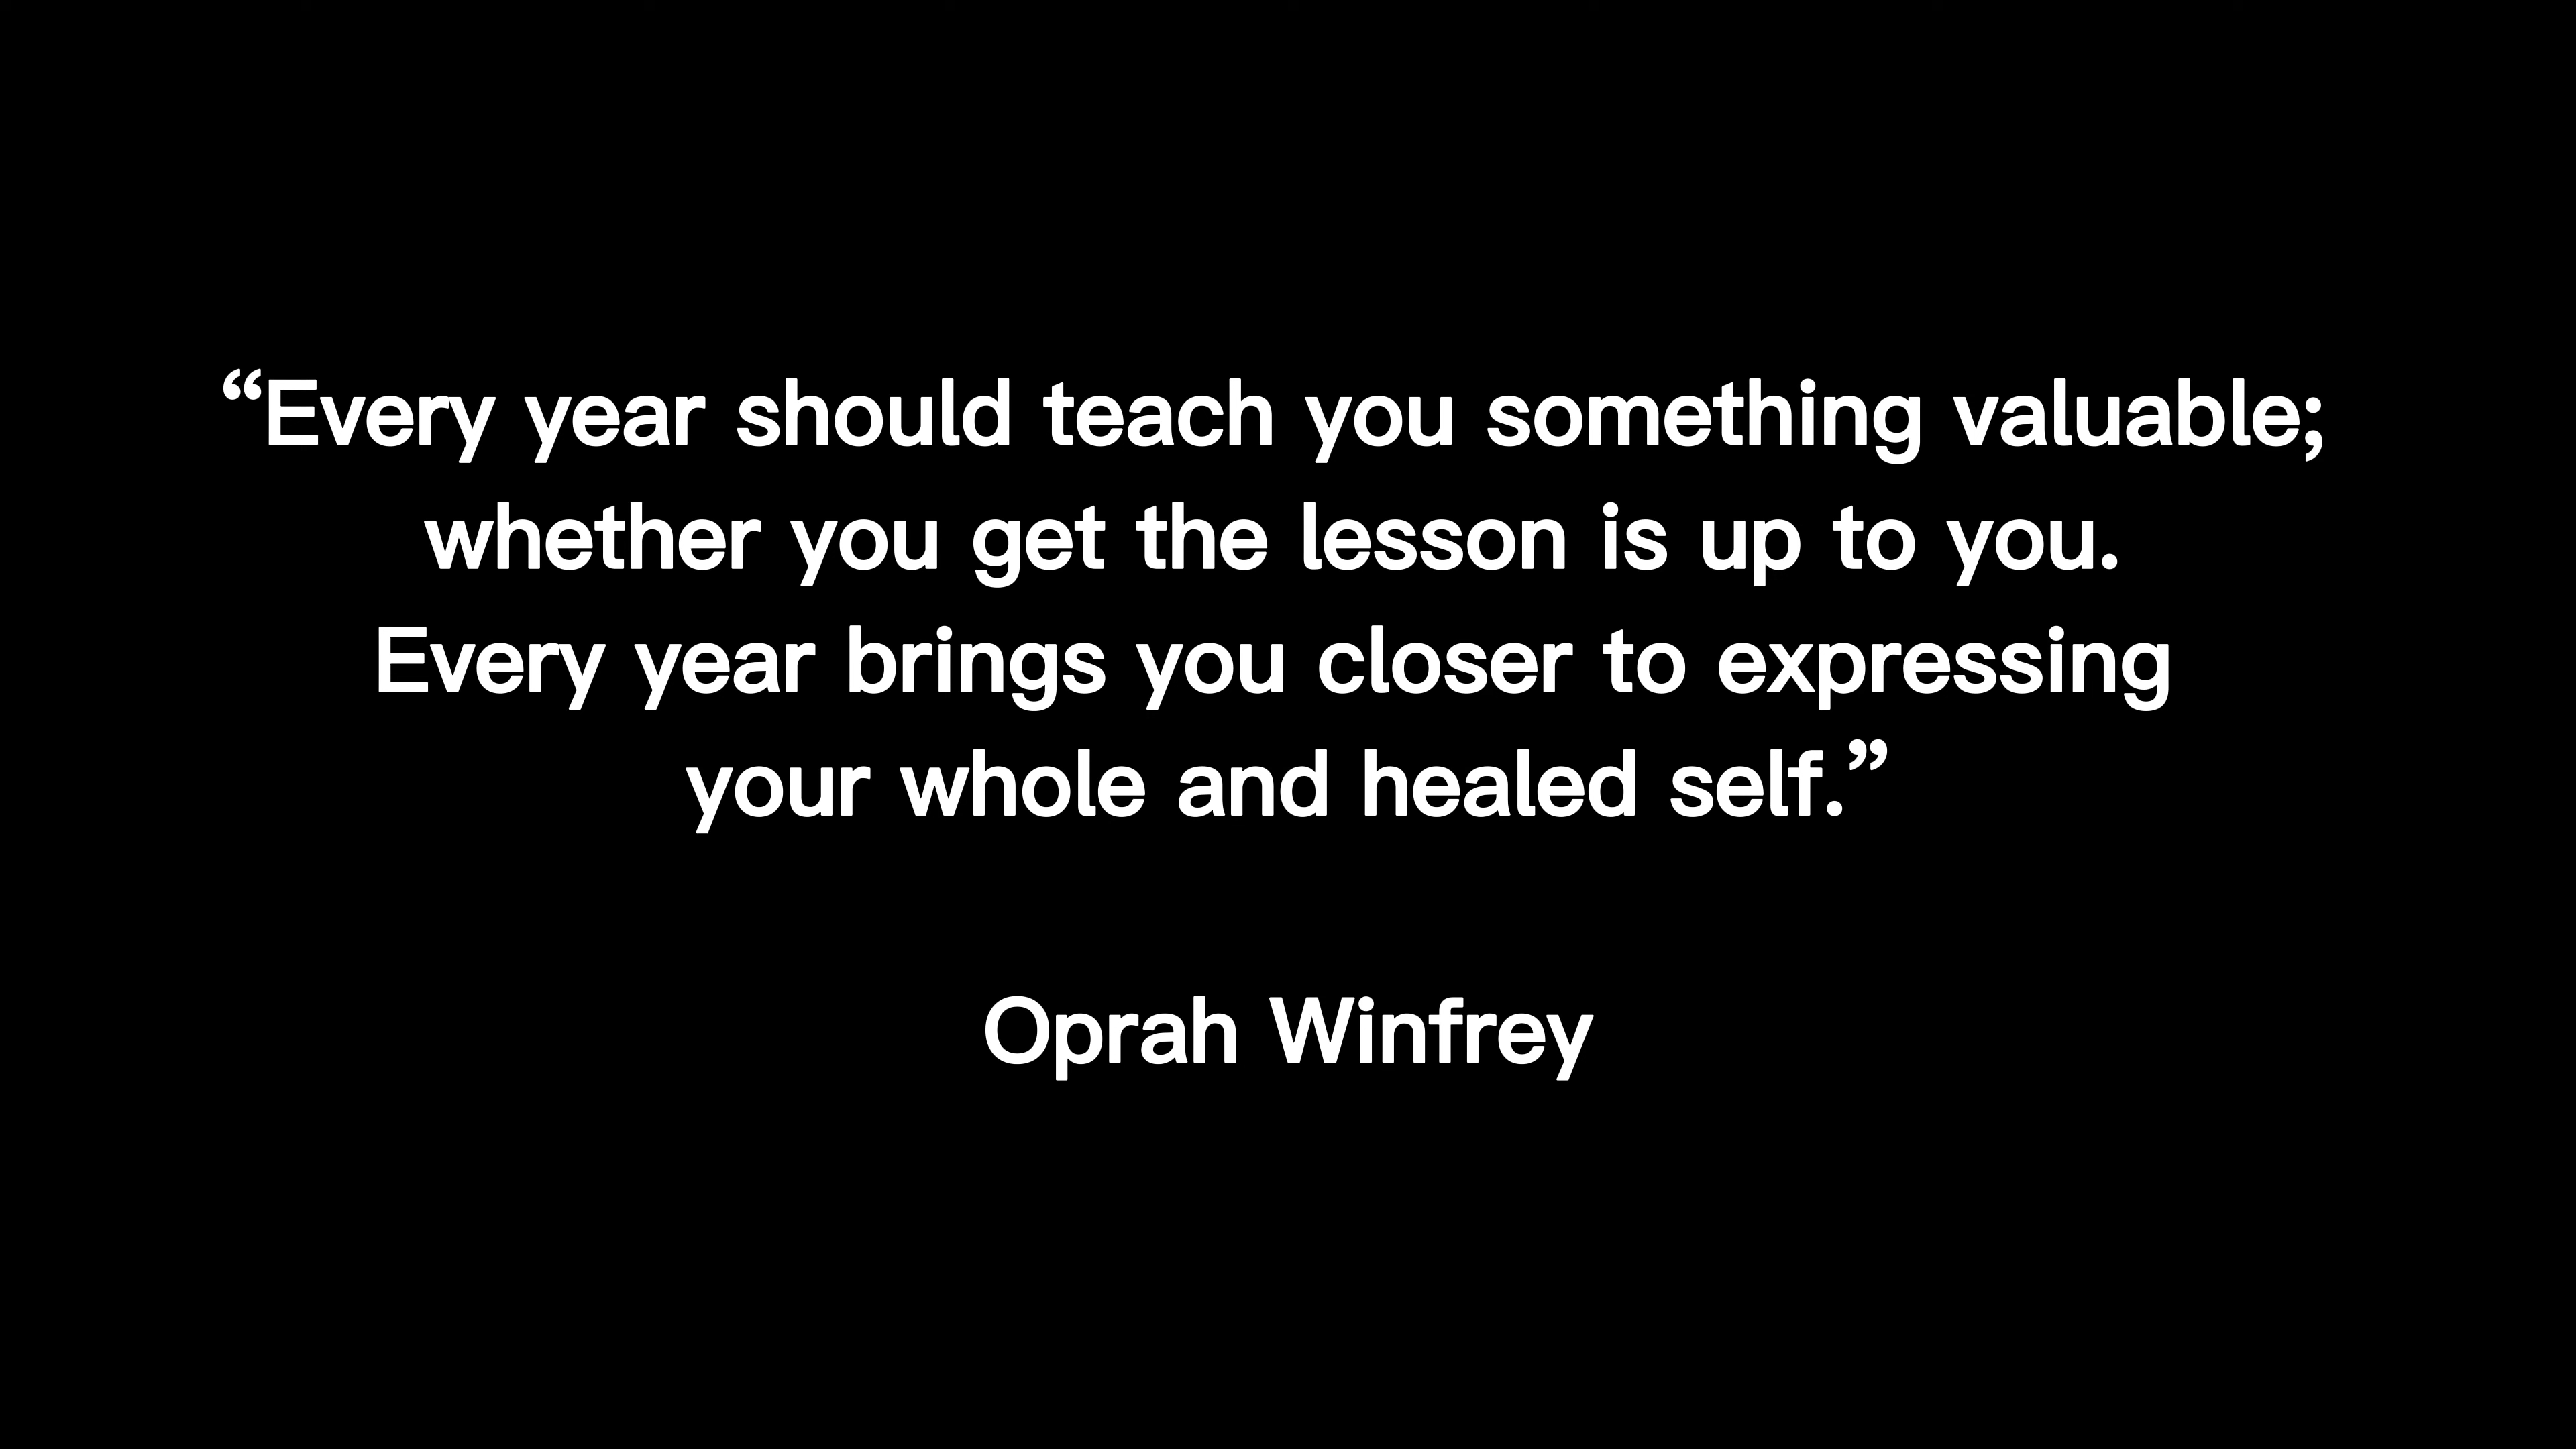 “Every year should teach you something valuable;
whether you get the lesson is up to you.
Every year brings you closer to expressing
your whole and healed self.”
Oprah Winfrey